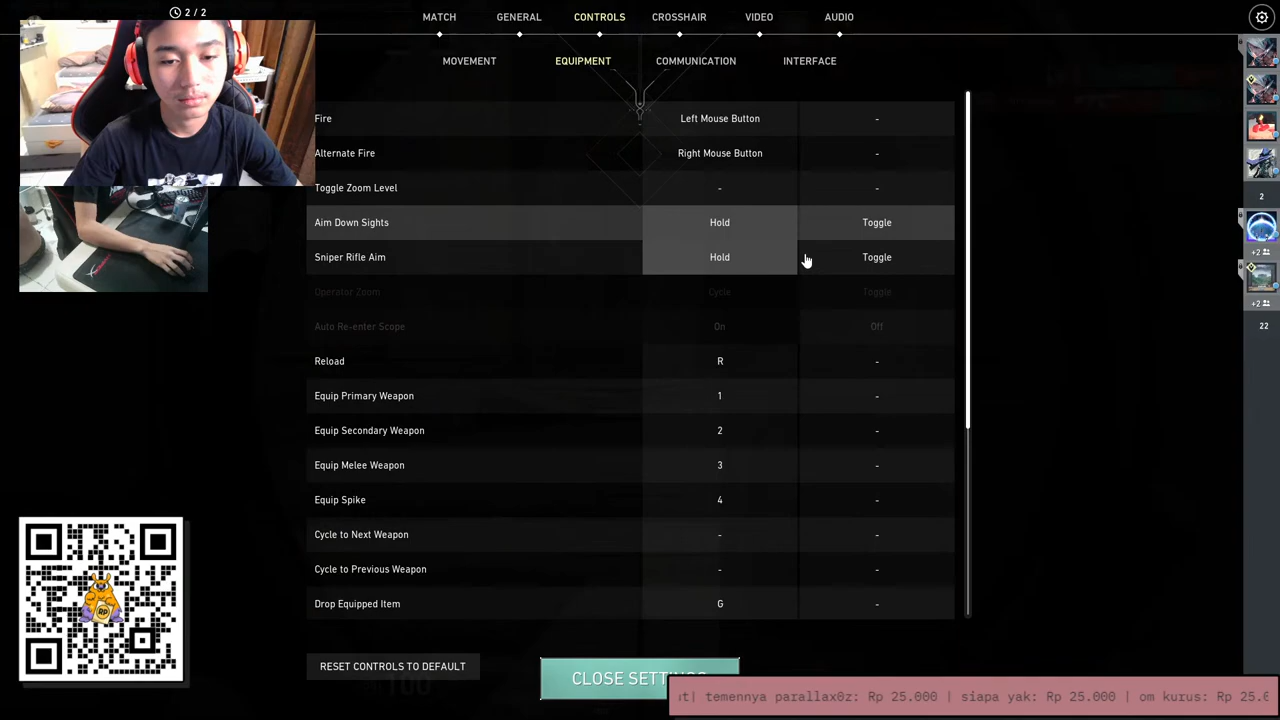 2 / 2
MATCH GENERAL CONTROLS CROSSHAIR VIDEO AUDIO
MOVEMENT EQUIPMENT COMMUNICATION INTERFACE
Fire Left Mouse Button -
Alternate Fire Right Mouse Button -
Toggle Zoom Level - -
Aim Down Sights Hold Toggle
Sniper Rifle Aim Hold Toggle
Operator Zoom Cycle Toggle
Auto Re-enter Scope On Off
Reload R -
Equip Primary Weapon 1 -
Equip Secondary Weapon 2 -
Equip Melee Weapon 3 -
Equip Spike 4 -
Cycle to Next Weapon - -
Cycle to Previous Weapon - -
Drop Equipped Item G -
RESET CONTROLS TO DEFAULT
100
CLOSE
temennya parallax0z: Rp 25.000 | siapa yak: Rp 25.000 | om kurus: Rp
2
+2
+2
22
RP